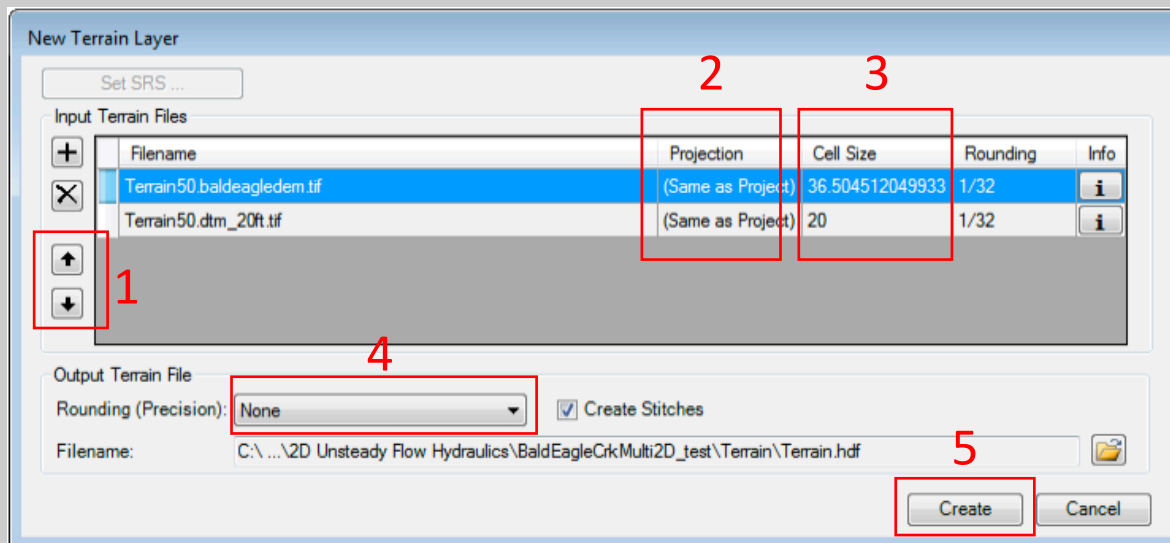 New Terrain Layer
Set SRS ...
2 3
Input Terrain Files
Filename Projection Cell Size Rounding Info
Terrain50.baldeagledem.tif (Same as Project) 36.504512049933 1/32 i
Terrain50.dtm_20ft.tif (Same as Project) 20 1/32 i
1
4
Output Terrain File
Rounding (Precision): None Create Stitches
Filename: C:\ ...\2D Unsteady Flow Hydraulics\BaldEagleCrkMulti2D_test\Terrain\Terrain.hdf
5
Create Cancel